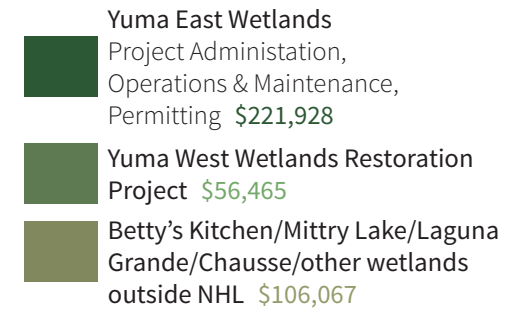 Yuma East Wetlands
Project Administation,
Operations & Maintenance,
Permitting $221,928
Yuma West Wetlands Restoration
Project $56,465
Betty’s Kitchen/Mittry Lake/Laguna
Grande/Chausse/other wetlands
outside NHL $106,067